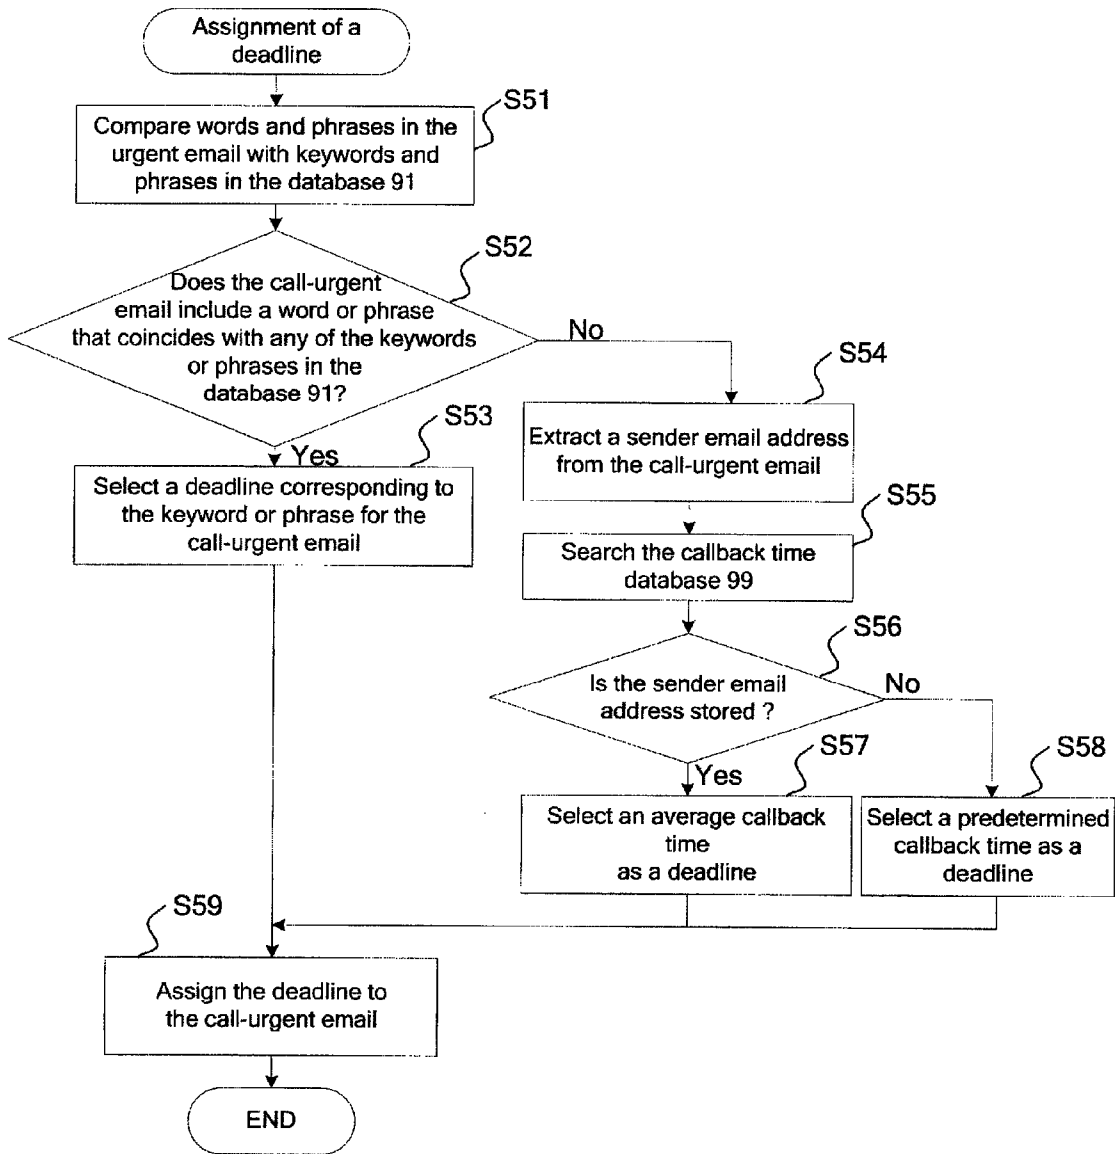 Assignment of a
deadline
S51
Compare words and phrases in the
urgent email with keywords and
phrases in the database 91
S52
Does the call-urgent
email include a word or phrase
that coincides with any of the keywords
or phrases in the
database 91?
No
Yes
S53
Select a deadline corresponding to
the keyword or phrase for the
call-urgent email
S54
Extract a sender email address
from the call-urgent email
S55
Search the callback time
database 99
S56
Is the sender email
address stored ?
No
Yes
S57
Select an average callback
time
as a deadline
S58
Select a predetermined
callback time as a
deadline
S59
Assign the deadline to
the call-urgent email
END